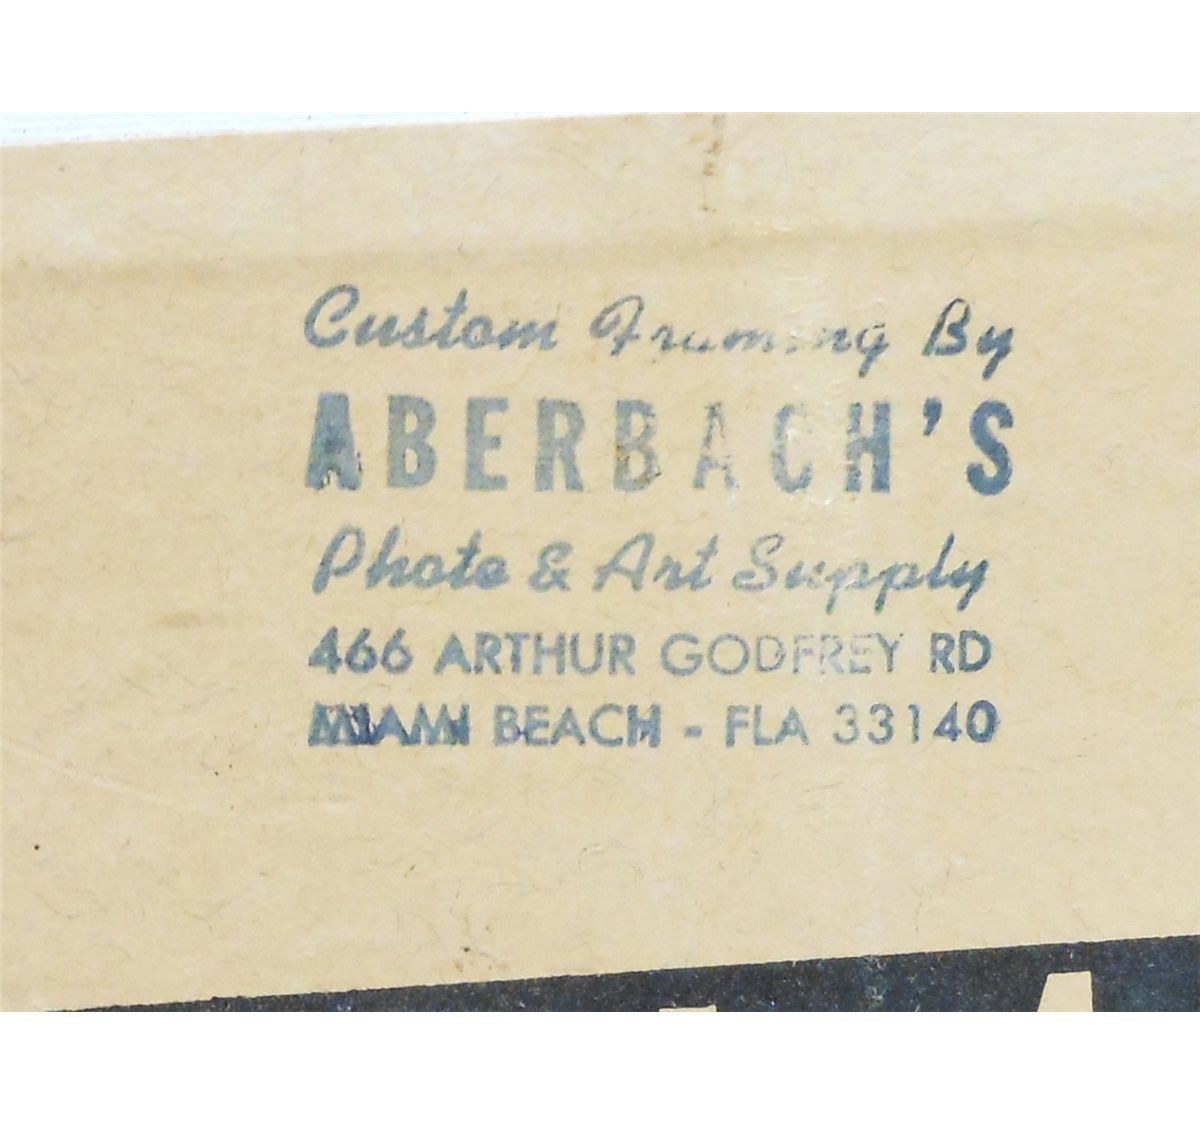 Custom Framing By
ABERBACH'S
Photo & Art Supply
466 ARTHUR GODFREY RD
MIAMI BEACH - FLA 33140